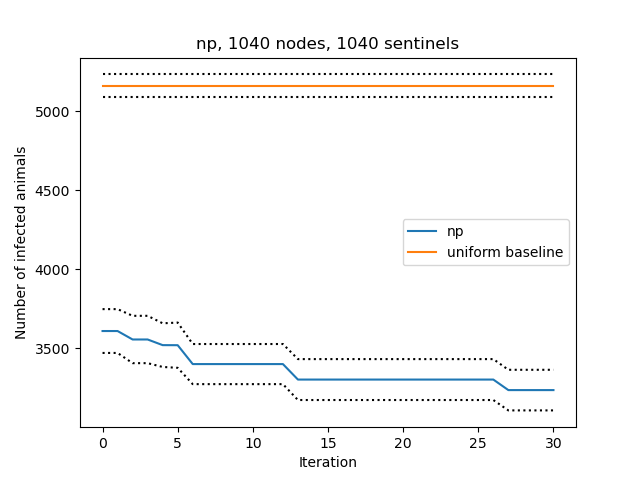 np, 1040 nodes, 1040 sentinels
Number of infected animals
5000
4500
4000
3500
np
uniform baseline
0
5
10
15
20
25
30
Iteration